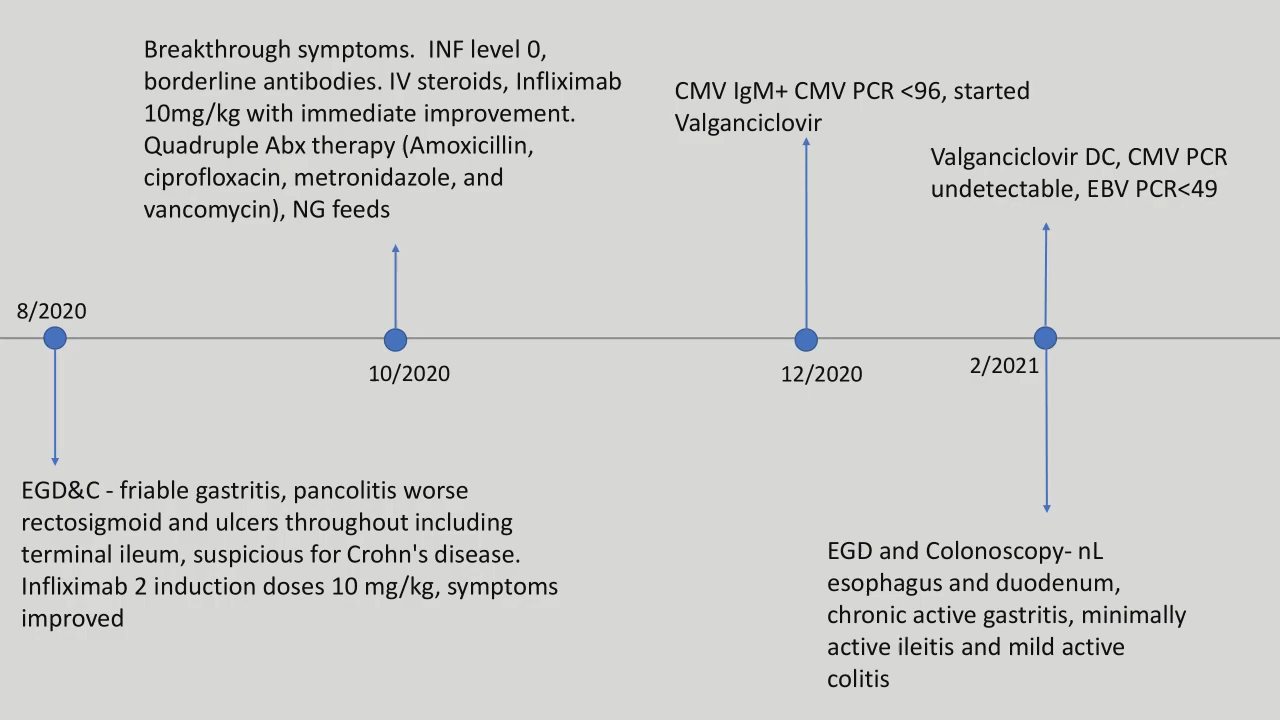 Breakthrough symptoms.  INF level 0,
borderline antibodies. IV steroids, Infliximab
10mg/kg with immediate improvement.
Quadruple Abx therapy (Amoxicillin,
ciprofloxacin, metronidazole, and
vancomycin), NG feeds
CMV IgM+ CMV PCR <96, started
Valganciclovir
Valganciclovir DC, CMV PCR
undetectable, EBV PCR<49
8/2020
10/2020
12/2020
2/2021
EGD&C - friable gastritis, pancolitis worse
rectosigmoid and ulcers throughout including
terminal ileum, suspicious for Crohn's disease.
Infliximab 2 induction doses 10 mg/kg, symptoms
improved
EGD and Colonoscopy- nL
esophagus and duodenum,
chronic active gastritis, minimally
active ileitis and mild active
colitis